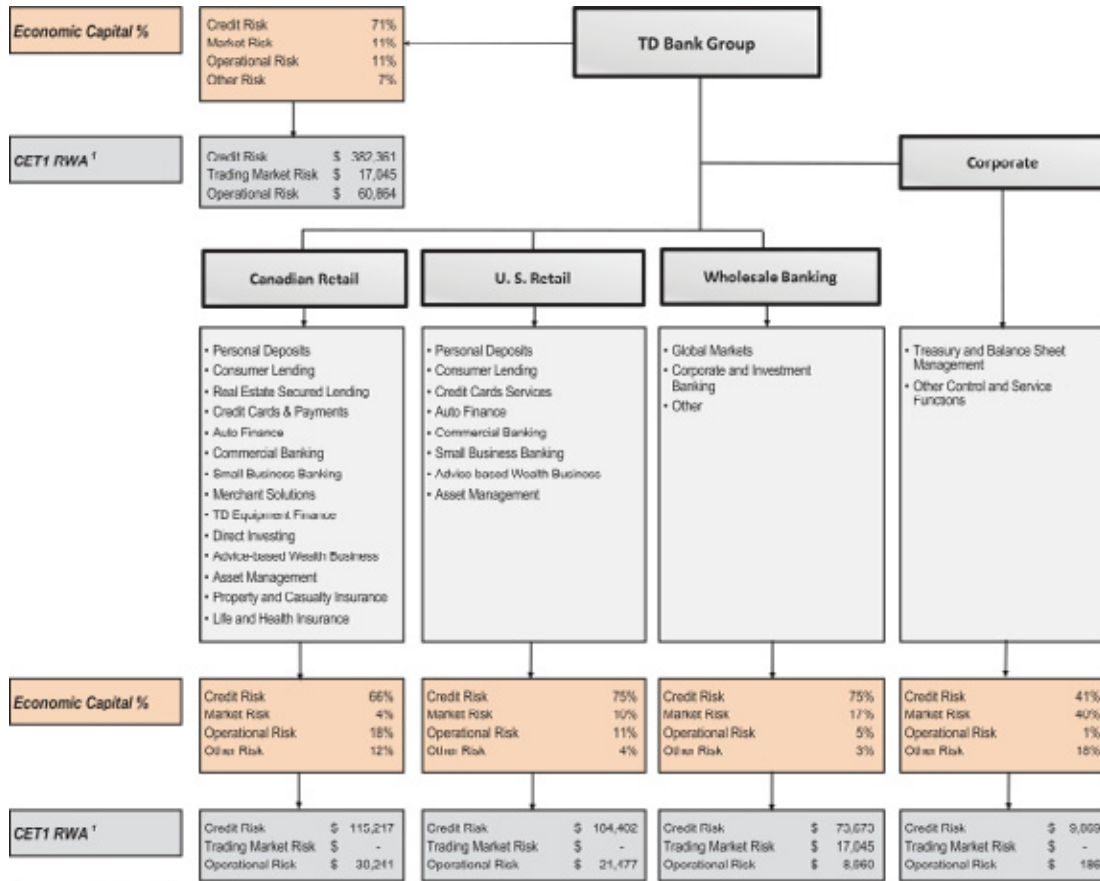 Economic Capital %
Credit Risk 71%
Market Risk 11%
Operational Risk 11%
Other Risk 7%
TD Bank Group
CET1 RWA 1
Credit Risk $ 382,361
Trading Market Risk $ 17,045
Operational Risk $ 60,864
Corporate
Canadian Retail
U. S. Retail
Wholesale Banking
• Personal Deposits
• Consumer Lending
• Real Estate Secured Lending
• Credit Cards & Payments
• Auto Finance
• Commercial Banking
• Small Business Banking
• Merchant Solutions
• TD Equipment Finance
• Direct Investing
• Advice-based Wealth Business
• Asset Management
• Property and Casualty Insurance
• Life and Health Insurance
• Personal Deposits
• Consumer Lending
• Credit Cards Services
• Auto Finance
• Commercial Banking
• Small Business Banking
• Advice-based Wealth Business
• Asset Management
• Global Markets
• Corporate and Investment
Banking
• Other
• Treasury and Balance Sheet
Management
• Other Control and Service
Functions
Economic Capital %
Credit Risk 66%
Market Risk 4%
Operational Risk 18%
Other Risk 12%
Credit Risk 75%
Market Risk 10%
Operational Risk 11%
Other Risk 4%
Credit Risk 75%
Market Risk 17%
Operational Risk 5%
Other Risk 3%
Credit Risk 41%
Market Risk 40%
Operational Risk 1%
Other Risk 18%
CET1 RWA 1
Credit Risk $ 115,217
Trading Market Risk $ -
Operational Risk $ 30,241
Credit Risk $ 184,402
Trading Market Risk $ -
Operational Risk $ 21,477
Credit Risk $ 73,673
Trading Market Risk $ 17,045
Operational Risk $ 8,960
Credit Risk $ 9,069
Trading Market Risk $ -
Operational Risk $ 186